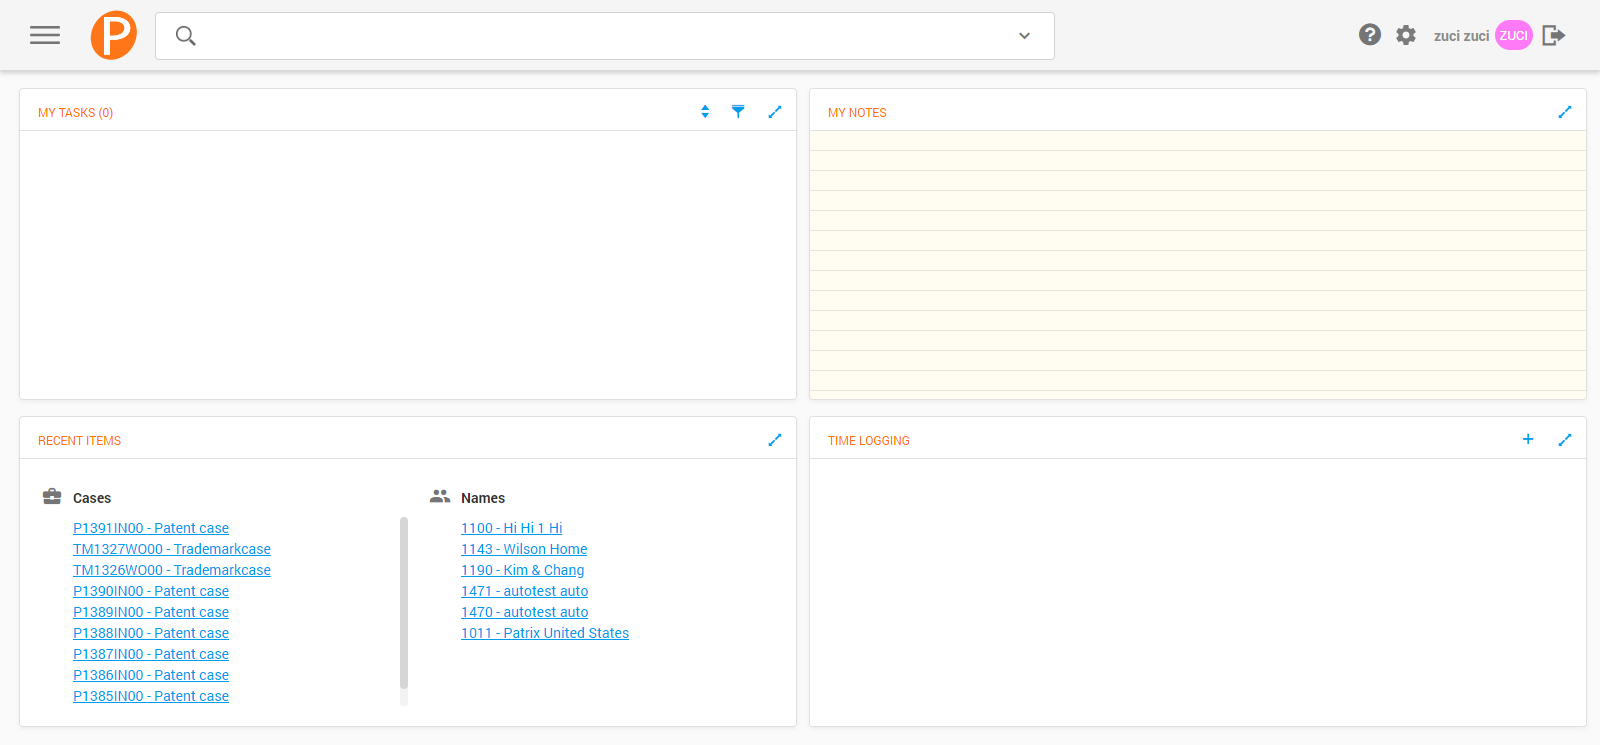 P
zuci zuci ZUCI
MY TASKS (0)
MY NOTES
RECENT ITEMS
Cases
P1391IN00 - Patent case
TM1327WO00 - Trademarkcase
TM1326WO00 - Trademarkcase
P1390IN00 - Patent case
P1389IN00 - Patent case
P1388IN00 - Patent case
P1387IN00 - Patent case
P1386IN00 - Patent case
P1385IN00 - Patent case
Names
1100 - Hi Hi 1 Hi
1143 - Wilson Home
1190 - Kim & Chang
1471 - autotest auto
1470 - autotest auto
1011 - Patrix United States
TIME LOGGING